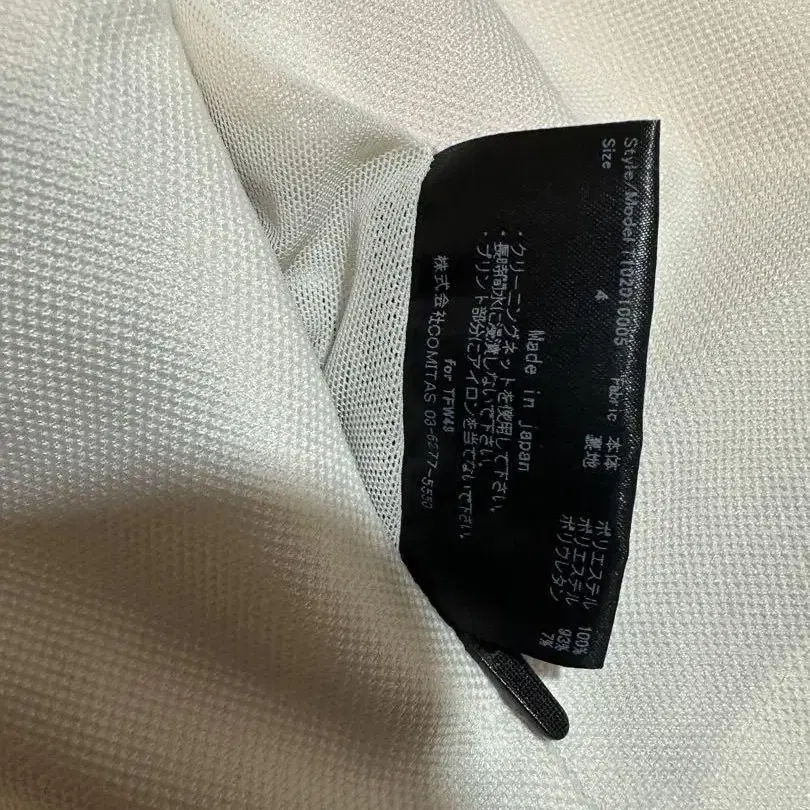 Style/Model T102010005
Size 4
Fabric 本体 ポリエステル 100%
裏地 ポリエステル 93%
ポリウレタン 7%
Made in japan
・クリーニングネットを使用して下さい。
・長時間水に浸漬しないで下さい。
・プリント部分にアイロンを当てないで下さい。
for TFW49
株式会社COMITAS 03-6277-5550